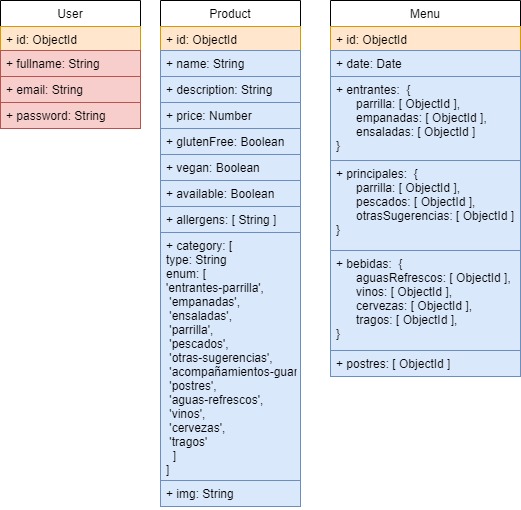 User
+ id: ObjectId
+ fullname: String
+ email: String
+ password: String
Product
+ id: ObjectId
+ name: String
+ description: String
+ price: Number
+ glutenFree: Boolean
+ vegan: Boolean
+ available: Boolean
+ allergens: [ String ]
+ category: [
type: String
enum: [
'entrantes-parrilla',
'empanadas',
'ensaladas',
'parrilla',
'pescados',
'otras-sugerencias',
'acompañamientos-guar
'postres',
'aguas-refrescos',
'vinos',
'cervezas',
'tragos'
]
]
+ img: String
Menu
+ id: ObjectId
+ date: Date
+ entrantes: {
parrilla: [ ObjectId ],
empanadas: [ ObjectId ],
ensaladas: [ ObjectId ]
}
+ principales: {
parrilla: [ ObjectId ],
pescados: [ ObjectId ],
otrasSugerencias: [ ObjectId ]
}
+ bebidas: {
aguasRefrescos: [ ObjectId ],
vinos: [ ObjectId ],
cervezas: [ ObjectId ],
tragos: [ ObjectId ],
}
+ postres: [ ObjectId ]